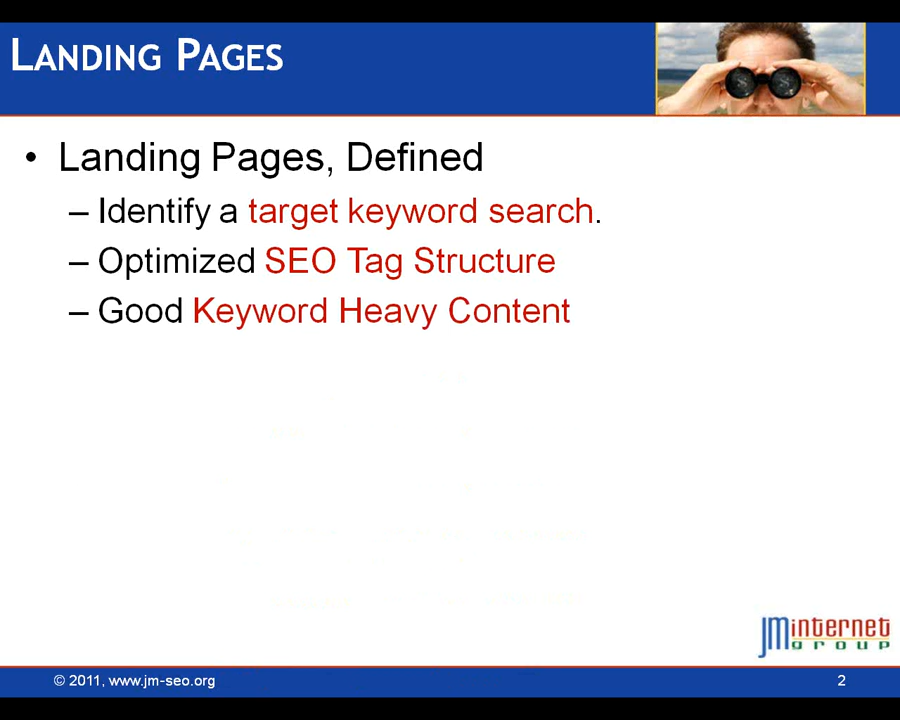 LANDING PAGES
• Landing Pages, Defined
– Identify a target keyword search.
– Optimized SEO Tag Structure
– Good Keyword Heavy Content
JMinternet
group
© 2011, www.jm-seo.org
2